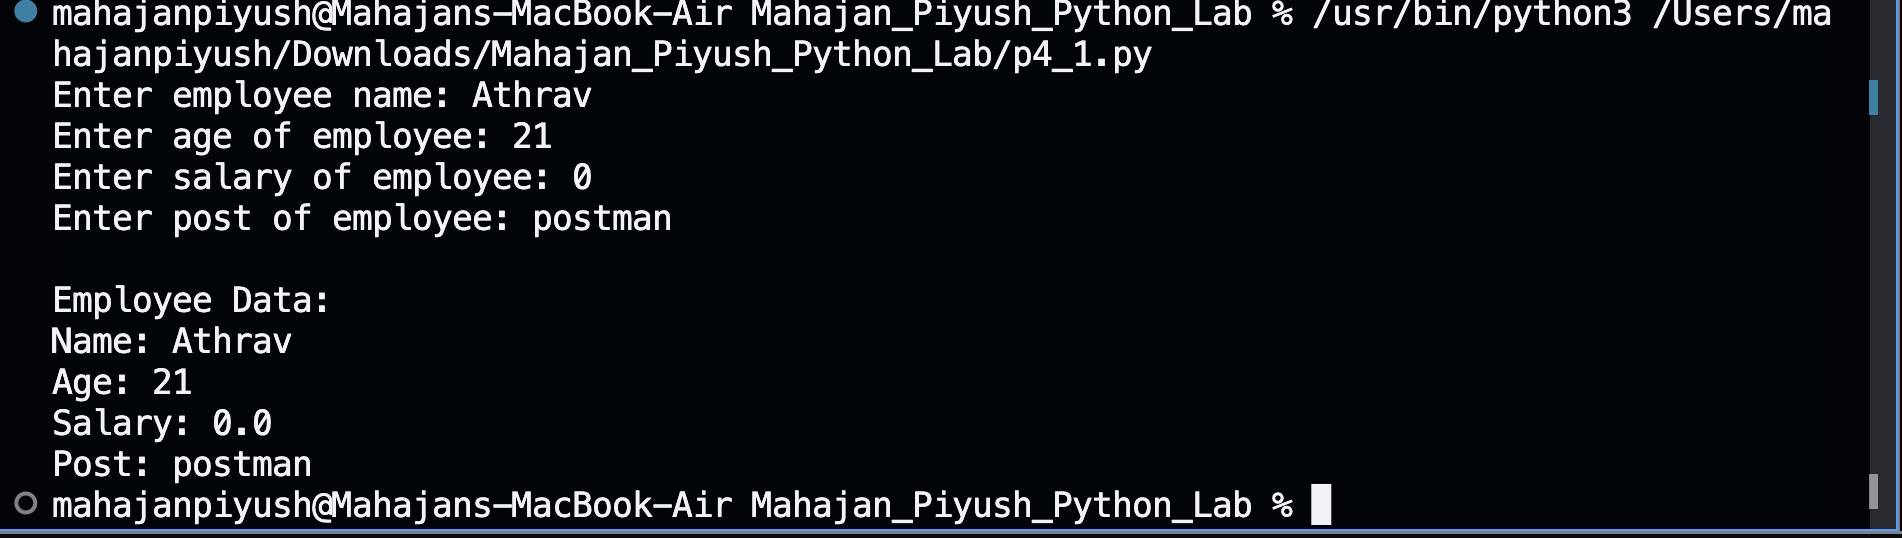 mahajanpiyush@Mahajans-MacBook-Air Mahajan_Piyush_Python_Lab % /usr/bin/python3 /Users/ma
hajanpiyush/Downloads/Mahajan_Piyush_Python_Lab/p4_1.py
Enter employee name: Athrav
Enter age of employee: 21
Enter salary of employee: 0
Enter post of employee: postman
Employee Data:
Name: Athrav
Age: 21
Salary: 0.0
Post: postman
mahajanpiyush@Mahajans-MacBook-Air Mahajan_Piyush_Python_Lab %